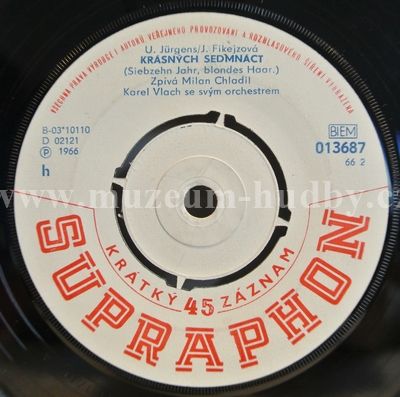 VŠECHNA PRÁVA VÝROBCE I AUTORŮ VEŘEJNÉHO PROVOZOVÁNÍ A ROZHLASOVÉHO ŠÍŘENÍ VYHRAZENA
U. Jürgens/J. Fikejzová
KRÁSNÝCH SEDMNÁCT
(Siebzehn Jahr, blondes Haar.)
Zpívá Milan Chladil
Karel Vlach se svým orchestrem
B-03*10110
D 02121
Ⓟ 1966
h
BIEM
013687
66 2
www.muzeum-hudby.cz
KRÁTKÝ 45 ZÁZNAM
SUPRAPHON